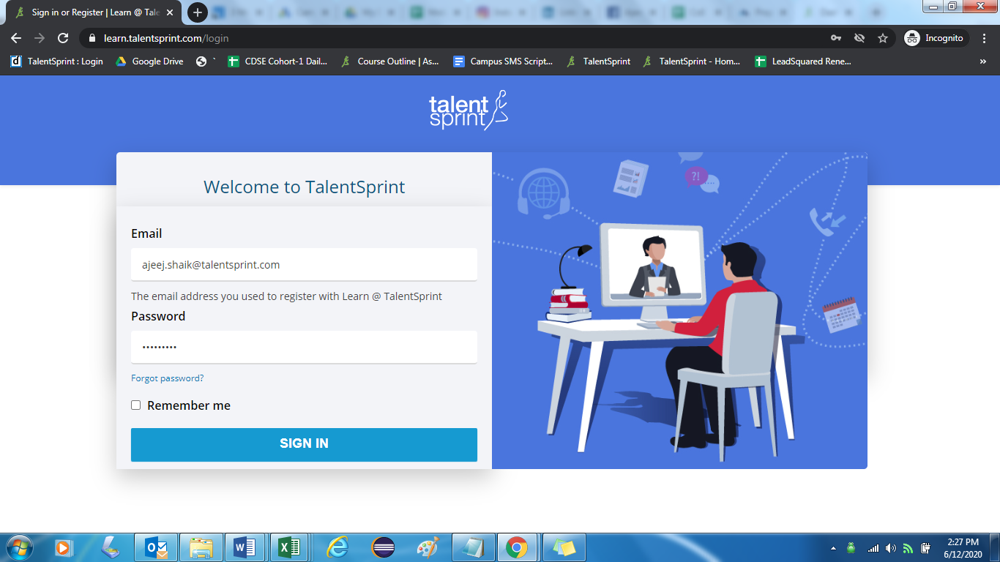 Sign in or Register | Learn @ Tale
learn.talentsprint.com/login
Incognito
TalentSprint : Login
Google Drive
`
CDSE Cohort-1 Dail...
Course Outline | As...
Campus SMS Script...
TalentSprint
TalentSprint - Hom...
LeadSquared Rene...
»
talent
sprint
Welcome to TalentSprint
Email
ajeej.shaik@talentsprint.com
The email address you used to register with Learn @ TalentSprint
Password
•••••••••
Forgot password?
Remember me
SIGN IN
?!
2:27 PM
6/12/2020